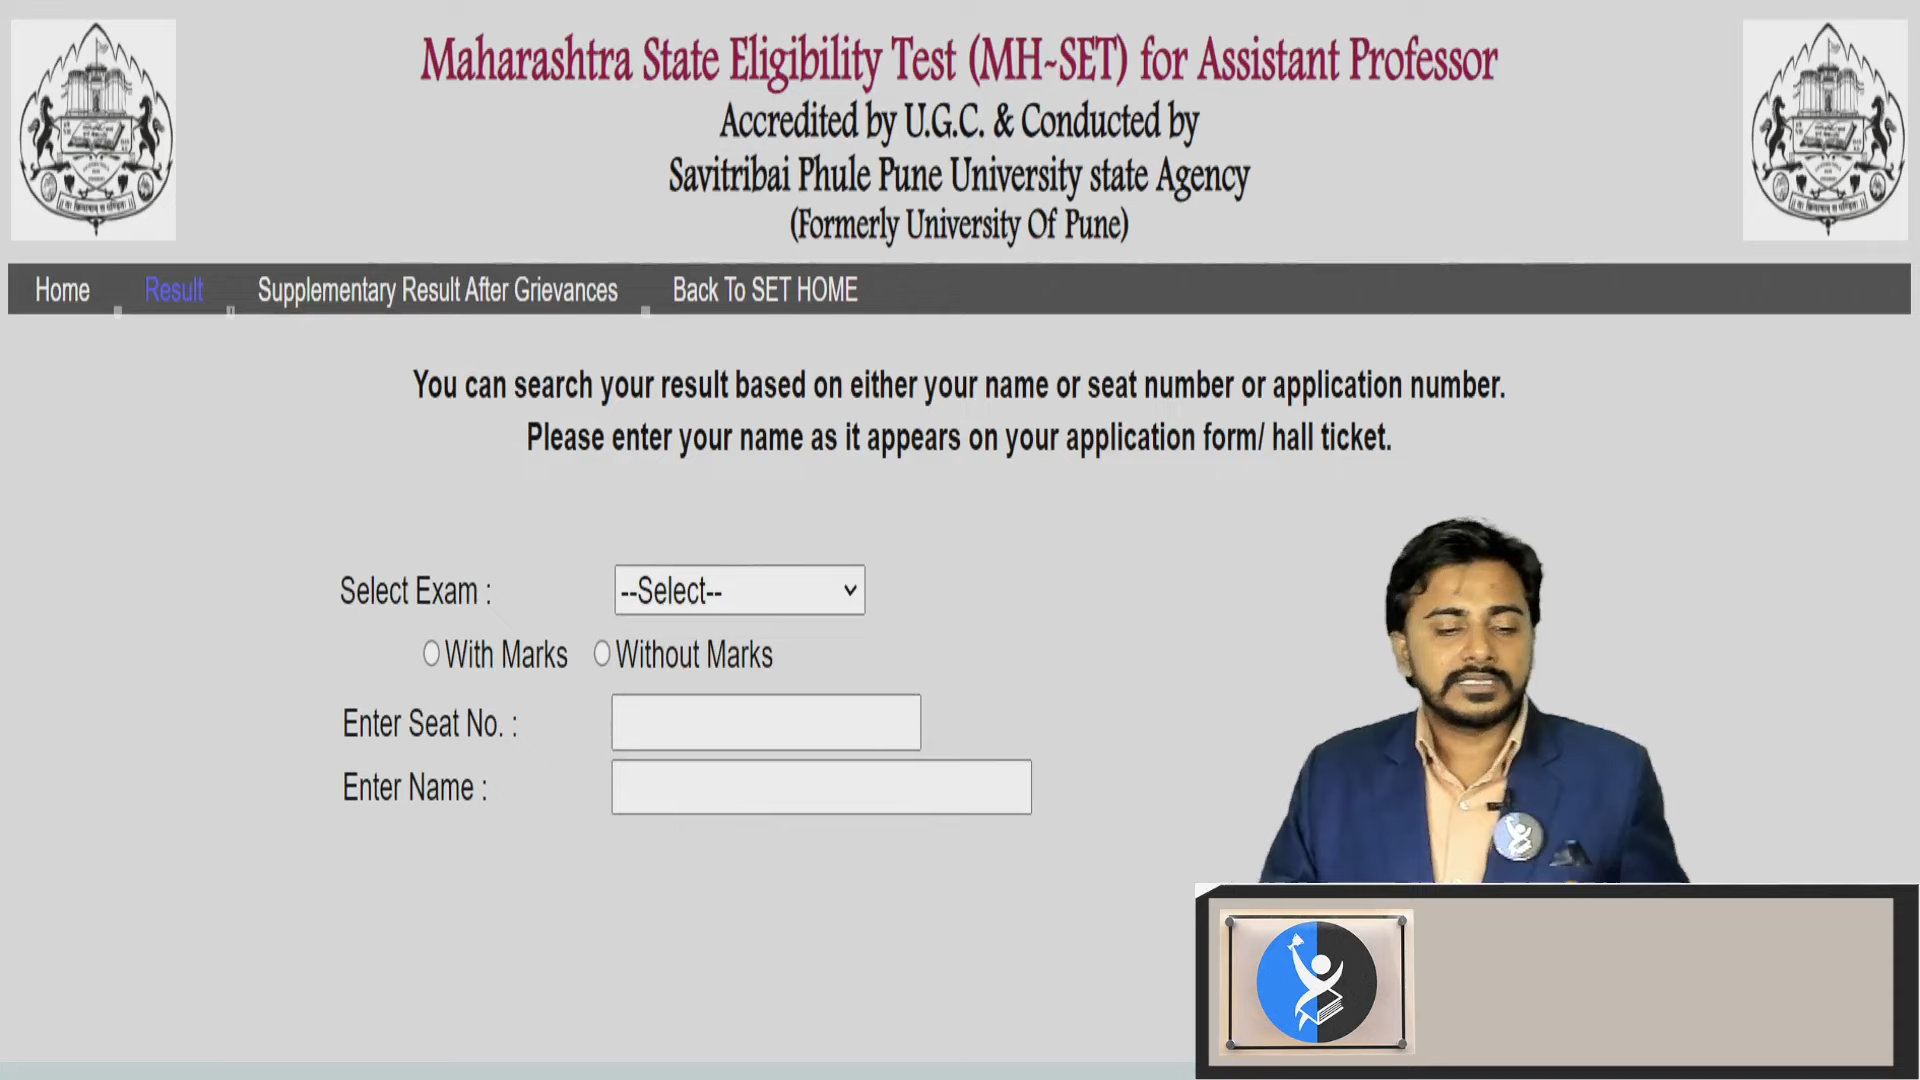 Maharashtra State Eligibility Test (MH-SET) for Assistant Professor
Accredited by U.G.C. & Conducted by
Savitribai Phule Pune University state Agency
(Formerly University Of Pune)
Home Result Supplementary Result After Grievances Back To SET HOME
You can search your result based on either your name or seat number or application number.
Please enter your name as it appears on your application form/ hall ticket.
Select Exam : --Select--
With Marks Without Marks
Enter Seat No. :
Enter Name :